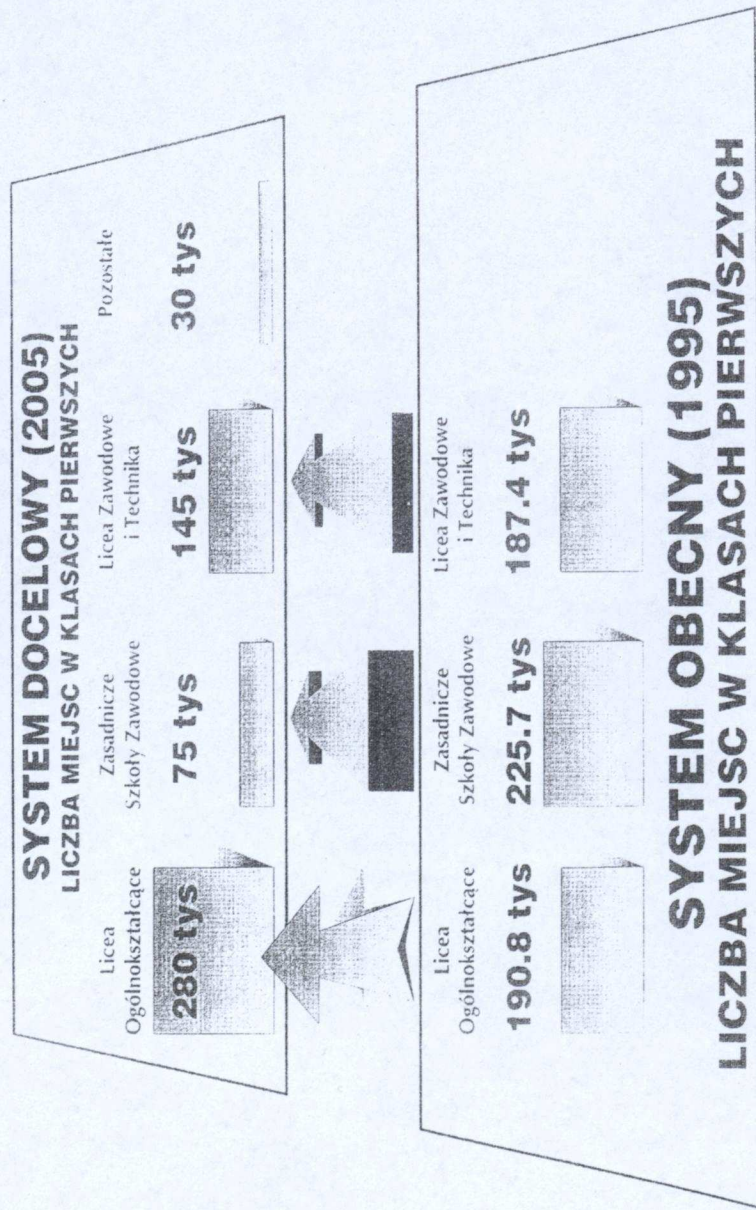 SYSTEM DOCELOWY (2005)
LICZBA MIEJSC W KLASACH PIERWSZYCH
Licea
Ogólnokształcące
280 tys
Zasadnicze
Szkoły Zawodowe
75 tys
Licea Zawodowe
i Technika
145 tys
Pozostałe
30 tys
Licea
Ogólnokształcące
190.8 tys
Zasadnicze
Szkoły Zawodowe
225.7 tys
Licea Zawodowe
i Technika
187.4 tys
SYSTEM OBECNY (1995)
LICZBA MIEJSC W KLASACH PIERWSZYCH